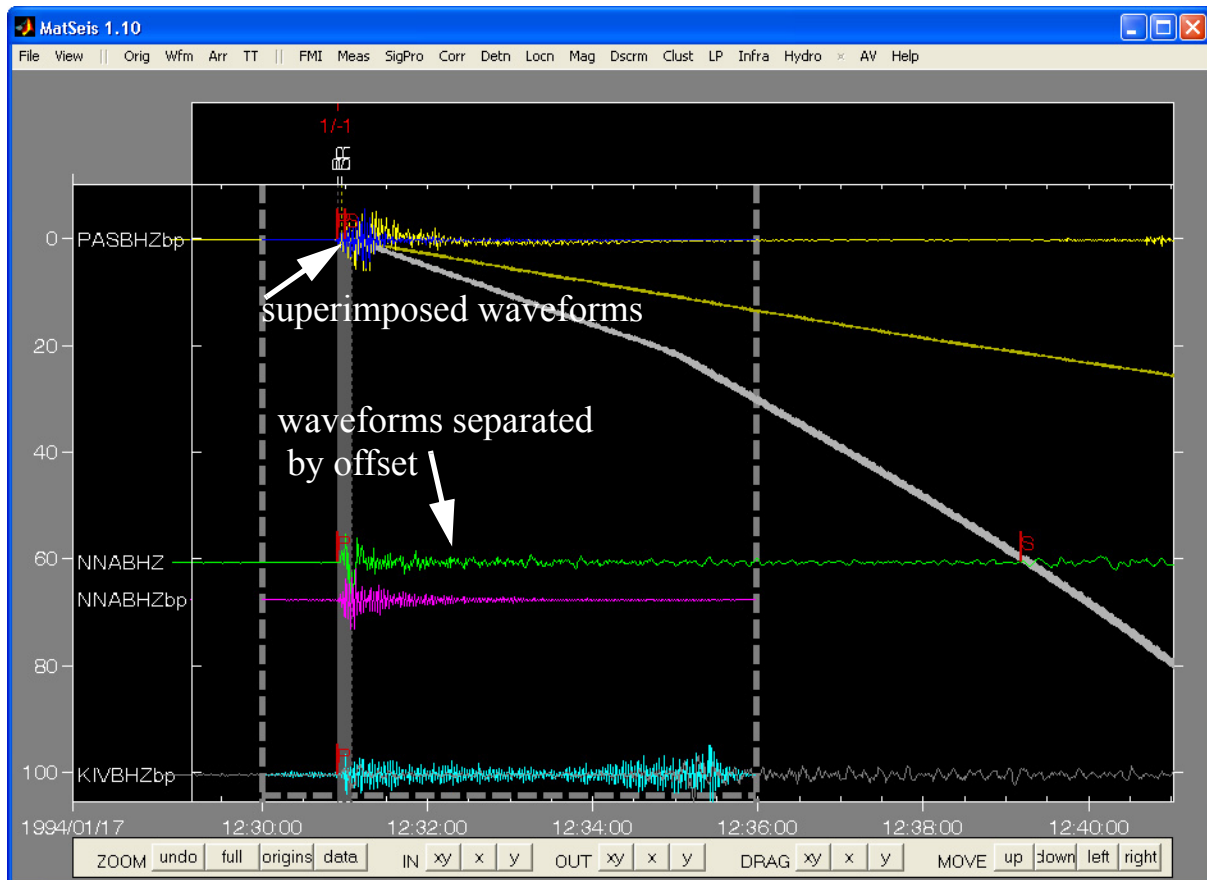 MatSeis 1.10
File View || Orig Wfm Arr TT || FMI Meas SigPro Corr Detn Locn Mag Dscrm Clust LP Infra Hydro × AV Help
1/-1
0 PASBHZbp S
superimposed waveforms
20
waveforms separated
by offset
40
S
60 NNABHZ
NNABHZbp
80
100 KIVBHZbp
1994/01/17 12:30:00 12:32:00 12:34:00 12:36:00 12:38:00 12:40:00
ZOOM undo full origins data IN xy x y OUT xy x y DRAG xy x y MOVE up down left right